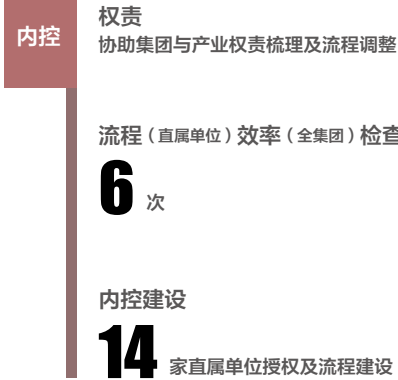 内控
权责
协助集团与产业权责梳理及流程调整
流程（直属单位）效率（全集团）检查
6 次
内控建设
14 家直属单位授权及流程建设